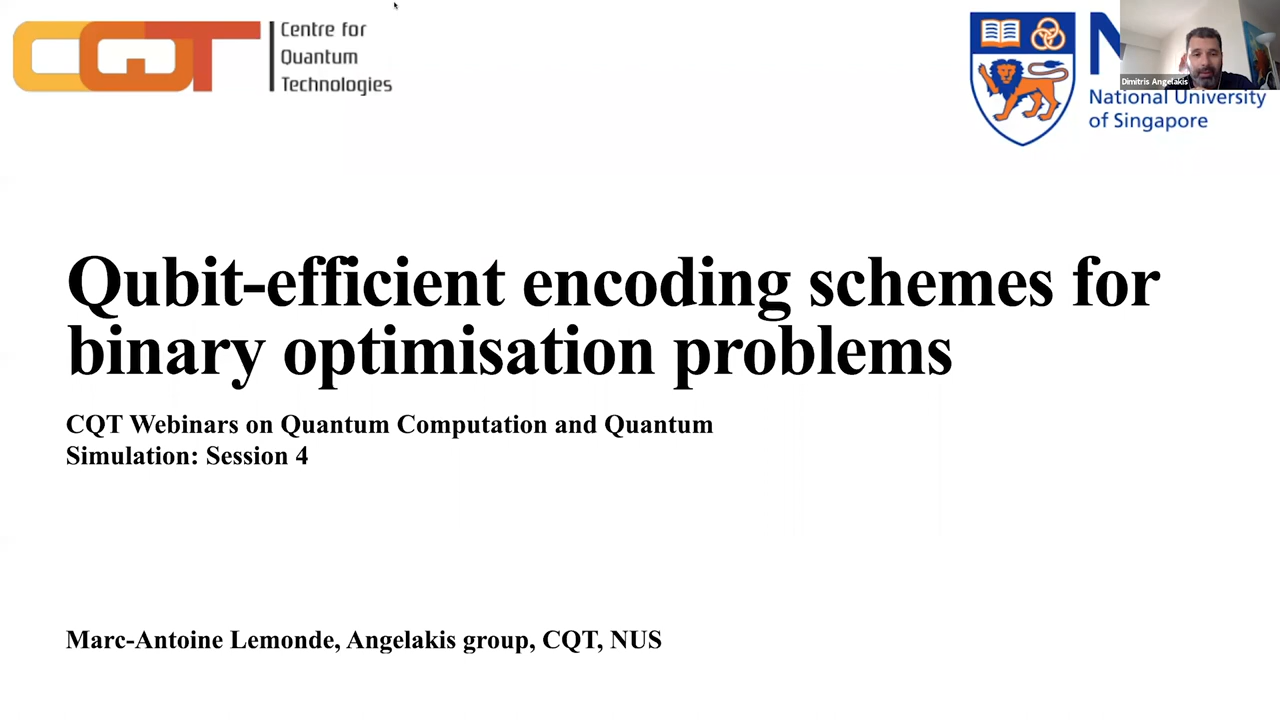 CQT
Centre for
Quantum
Technologies
N
Dimitris Angelakis
National University
of Singapore
Qubit-efficient encoding schemes for
binary optimisation problems
CQT Webinars on Quantum Computation and Quantum
Simulation: Session 4
Marc-Antoine Lemonde, Angelakis group, CQT, NUS